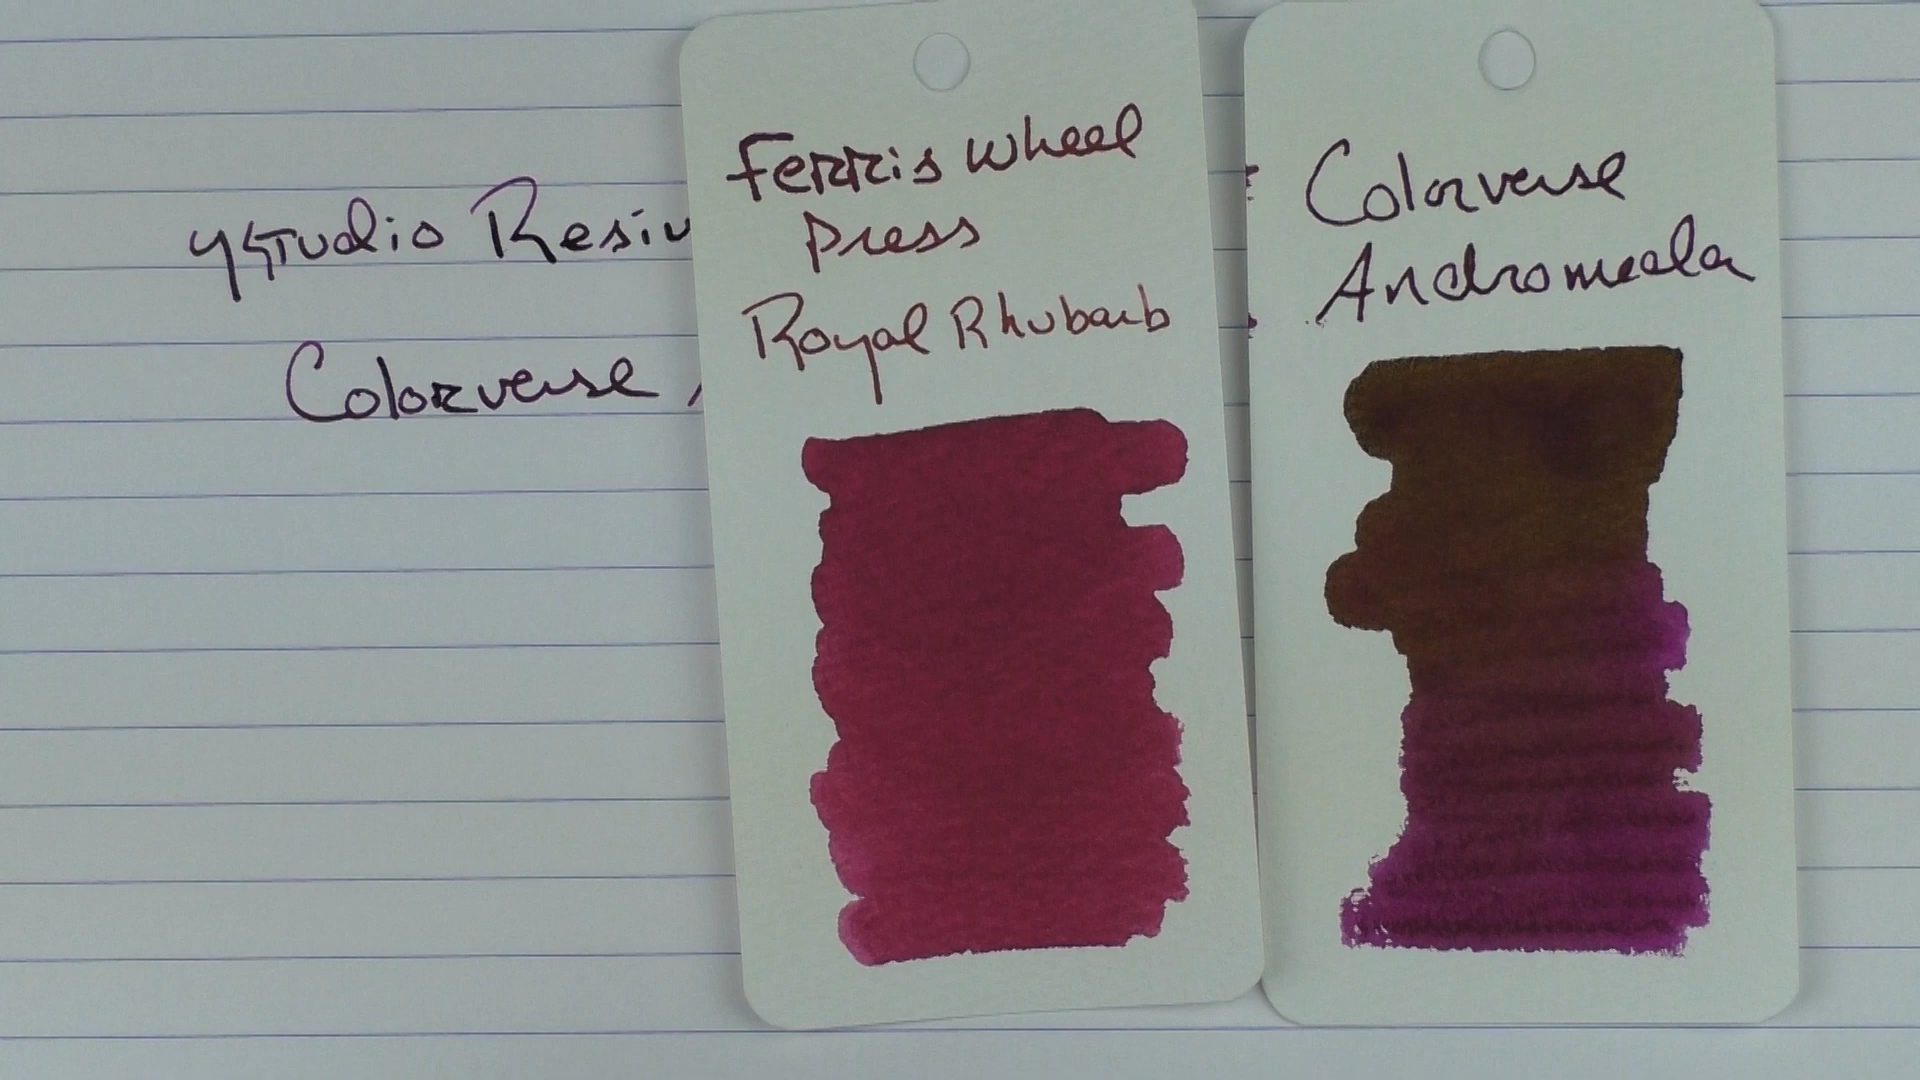 yStudio Resin
Colorverse
Ferris Wheel
Press
Royal Rhubarb
Colorverse
Andromeda